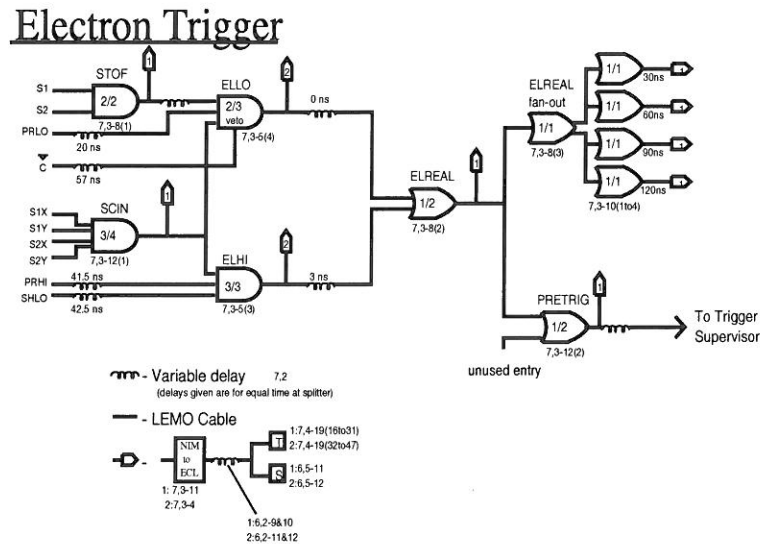 Electron Trigger
STOF
1
S1
S2
2/2
7,3-8(1)
PRLO
20 ns
C
57 ns
ELLO
2/3
veto
7,3-5(4)
2
0 ns
S1X
S1Y
S2X
S2Y
SCIN
3/4
7,3-12(1)
1
PRHI
41.5 ns
SHLO
42.5 ns
ELHI
3/3
7,3-5(3)
2
3 ns
ELREAL
1/2
7,3-8(2)
1
ELREAL
fan-out
1/1
7,3-8(3)
1/1
30ns
1
1/1
60ns
1
1/1
90ns
1
1/1
120ns
1
7,3-10(1to4)
PRETRIG
1/2
7,3-12(2)
1
To Trigger
Supervisor
unused entry
- Variable delay 7,2
(delays given are for equal time at splitter)
- LEMO Cable
-
NIM
to
ECL
1: 7,3-11
2:7,3-4
T
1:7,4-19(16to31)
2:7,4-19(32to47)
S
1:6,5-11
2:6,5-12
1:6,2-9&10
2:6,2-11&12